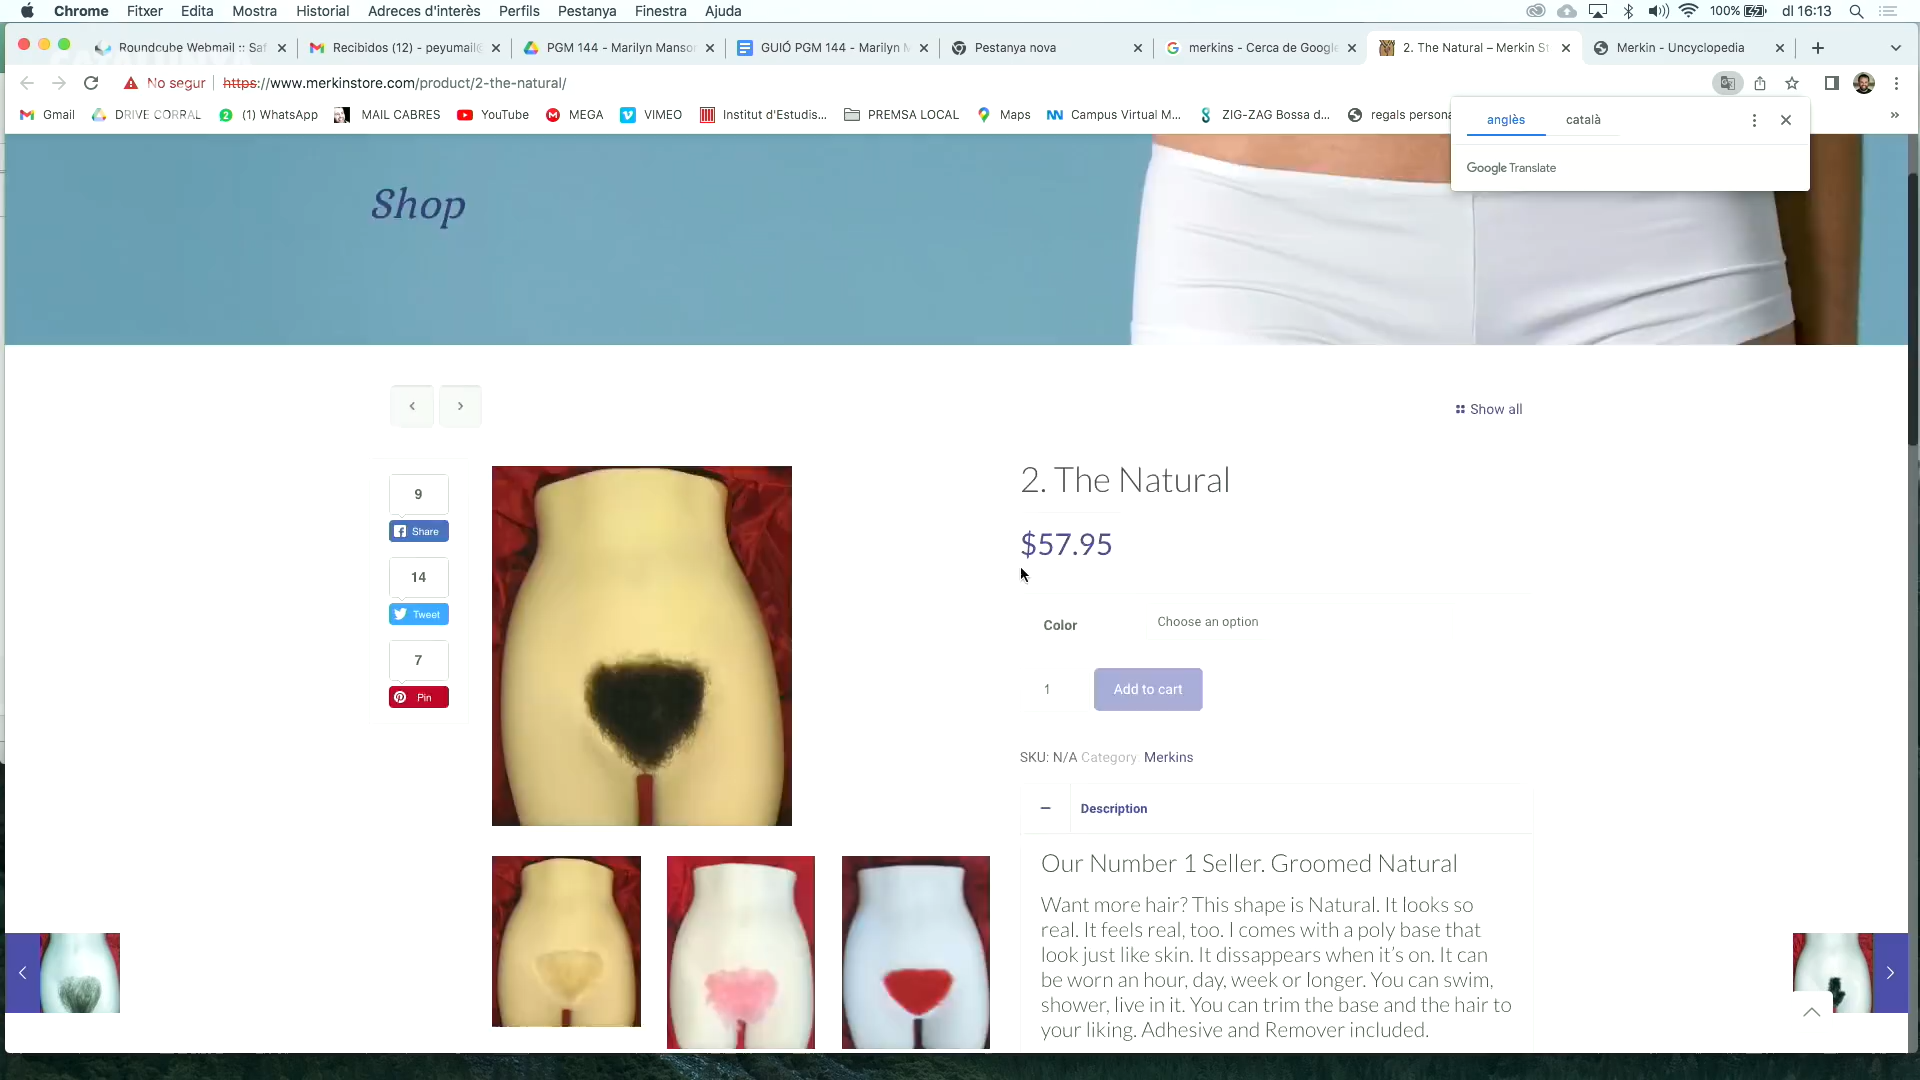 Chrome Fitxer Edita Mostra Historial Adreces d'interès Perfils Pestanya Finestra Ajuda 100% dl 16:13
Roundcube Webmail :: Saf
Recibidos (12) - peyumail@
PGM 144 - Marilyn Manson
GUIÓ PGM 144 - Marilyn M
Pestanya nova
merkins - Cerca de Google
2. The Natural – Merkin St
Merkin - Uncyclopedia
No segur https://www.merkinstore.com/product/2-the-natural/
Gmail DRIVE CORRAL (1) WhatsApp MAIL CABRES YouTube MEGA VIMEO Institut d'Estudis... PREMSA LOCAL Maps Campus Virtual M... ZIG-ZAG Bossa d... regals persona
anglès català
Google Translate
Shop
Show all
9
Share
14
Tweet
7
Pin
2. The Natural
$57.95
Color Choose an option
1 Add to cart
SKU: N/A Category Merkins
Description
Our Number 1 Seller. Groomed Natural
Want more hair? This shape is Natural. It looks so
real. It feels real, too. I comes with a poly base that
look just like skin. It dissappears when it's on. It can
be worn an hour, day, week or longer. You can swim,
shower, live in it. You can trim the base and the hair to
your liking. Adhesive and Remover included.